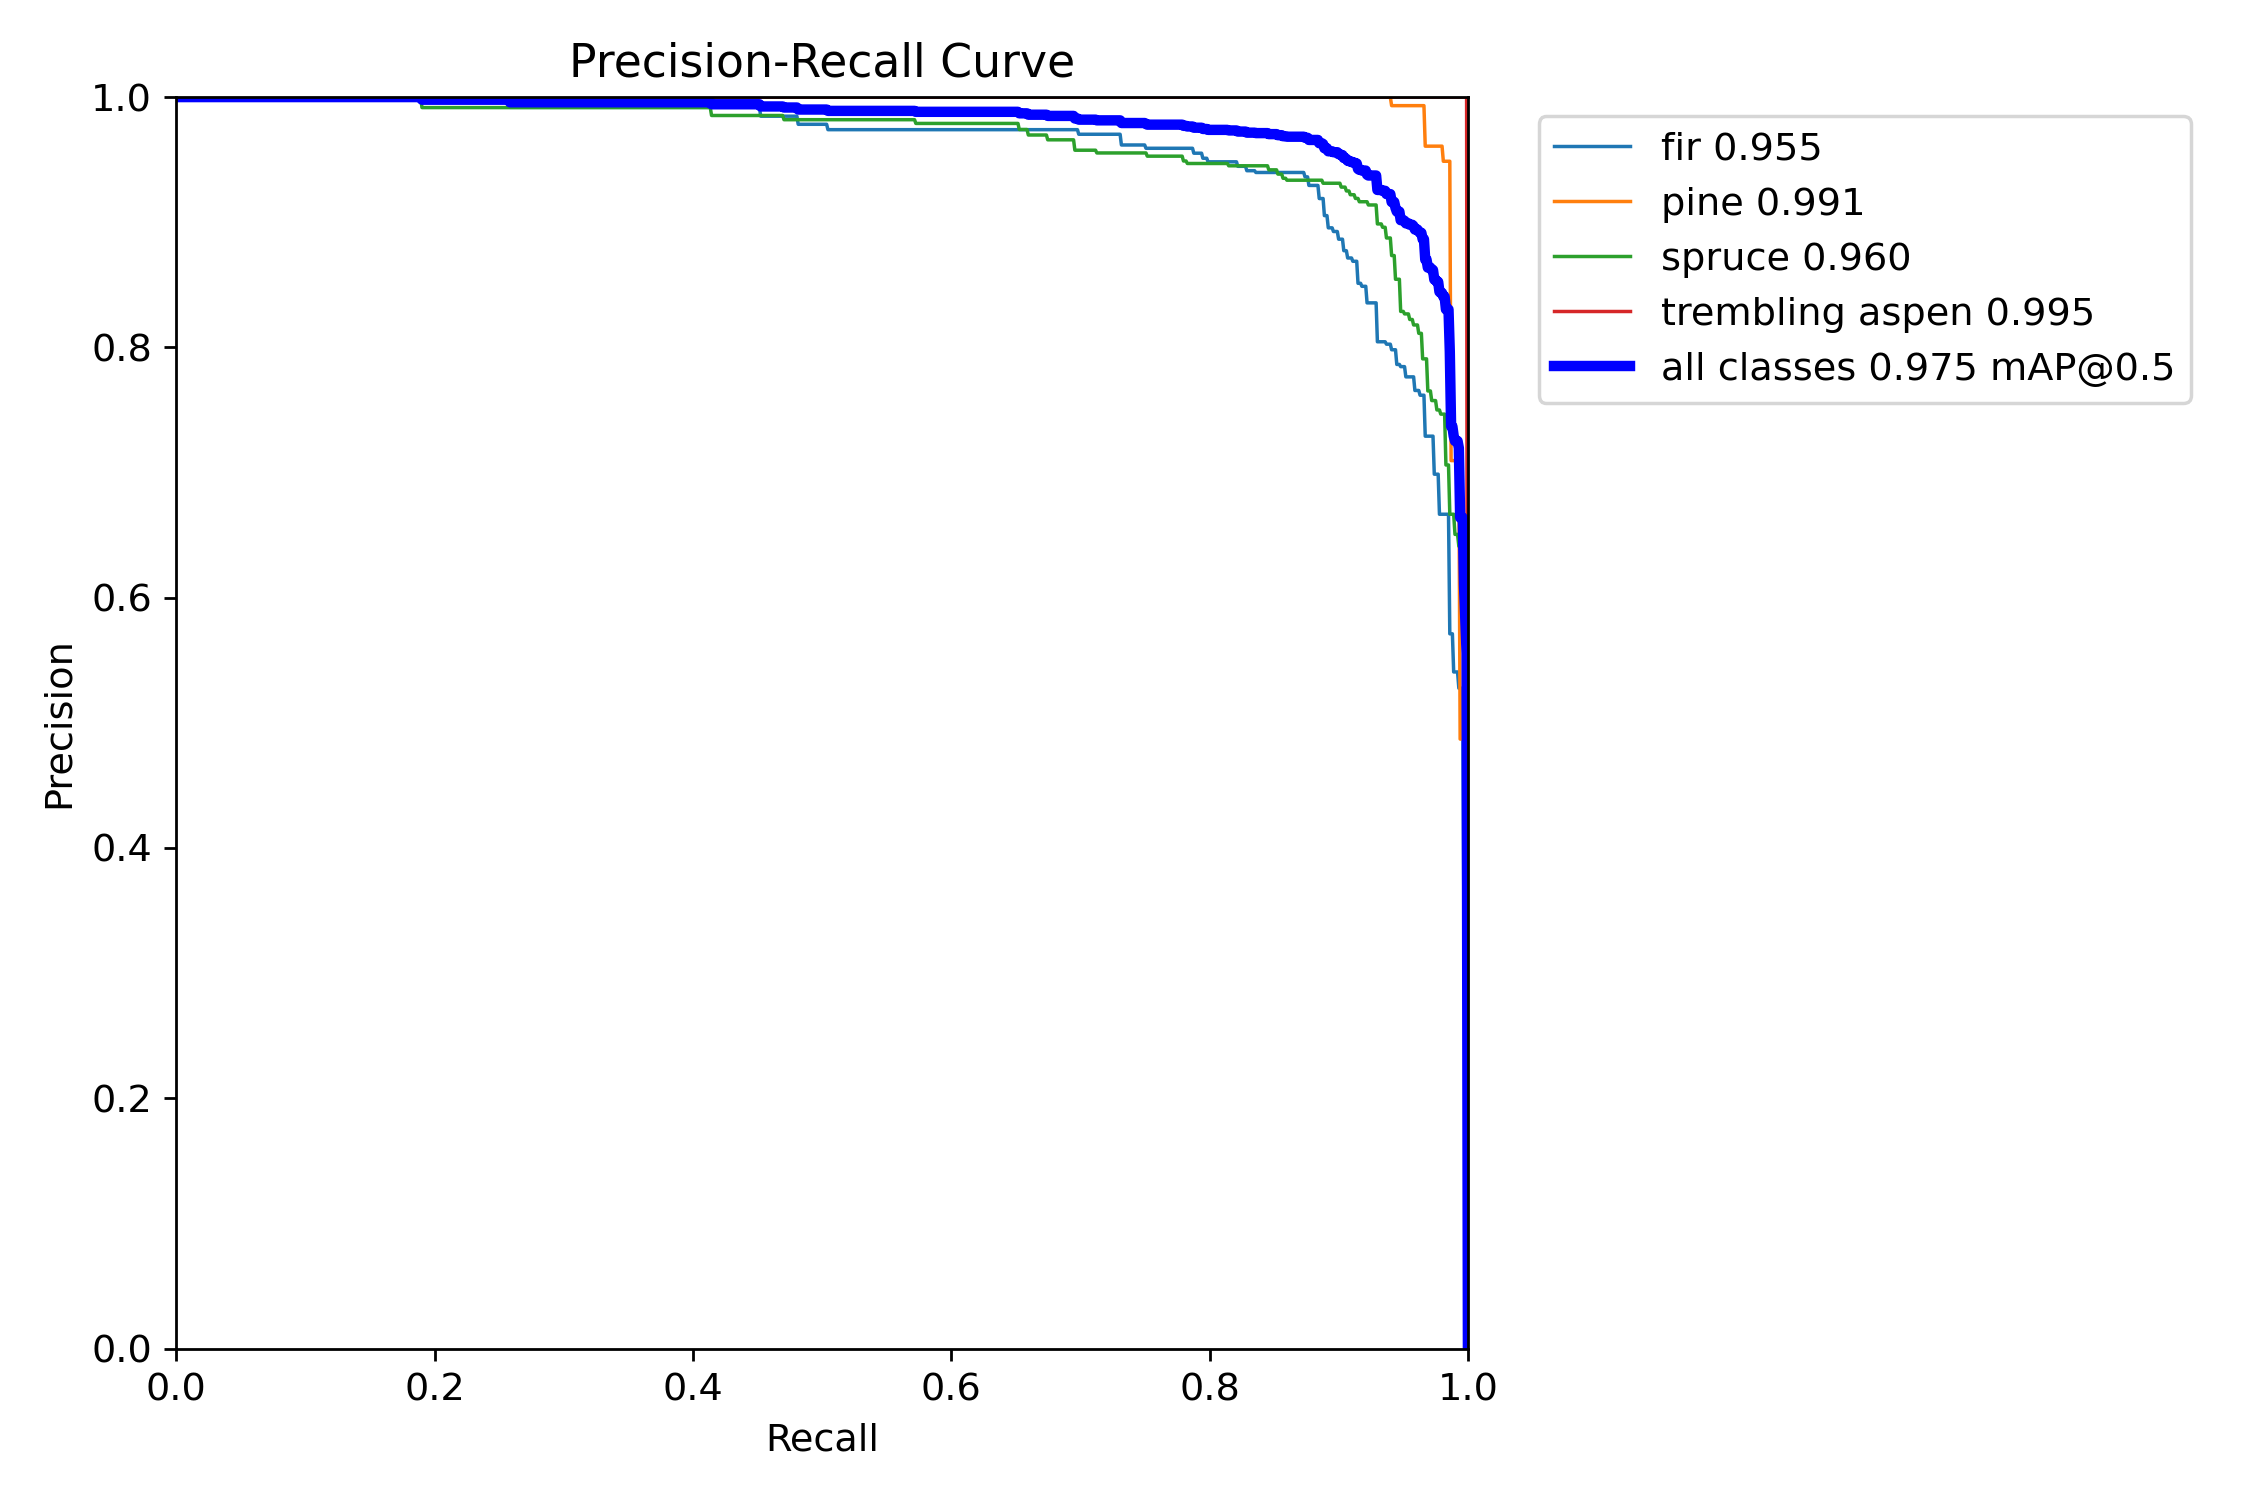 Precision-Recall Curve
1.0
0.8
0.6
0.4
0.2
0.0
Precision
0.0 0.2 0.4 0.6 0.8 1.0
Recall
fir 0.955
pine 0.991
spruce 0.960
trembling aspen 0.995
all classes 0.975 mAP@0.5